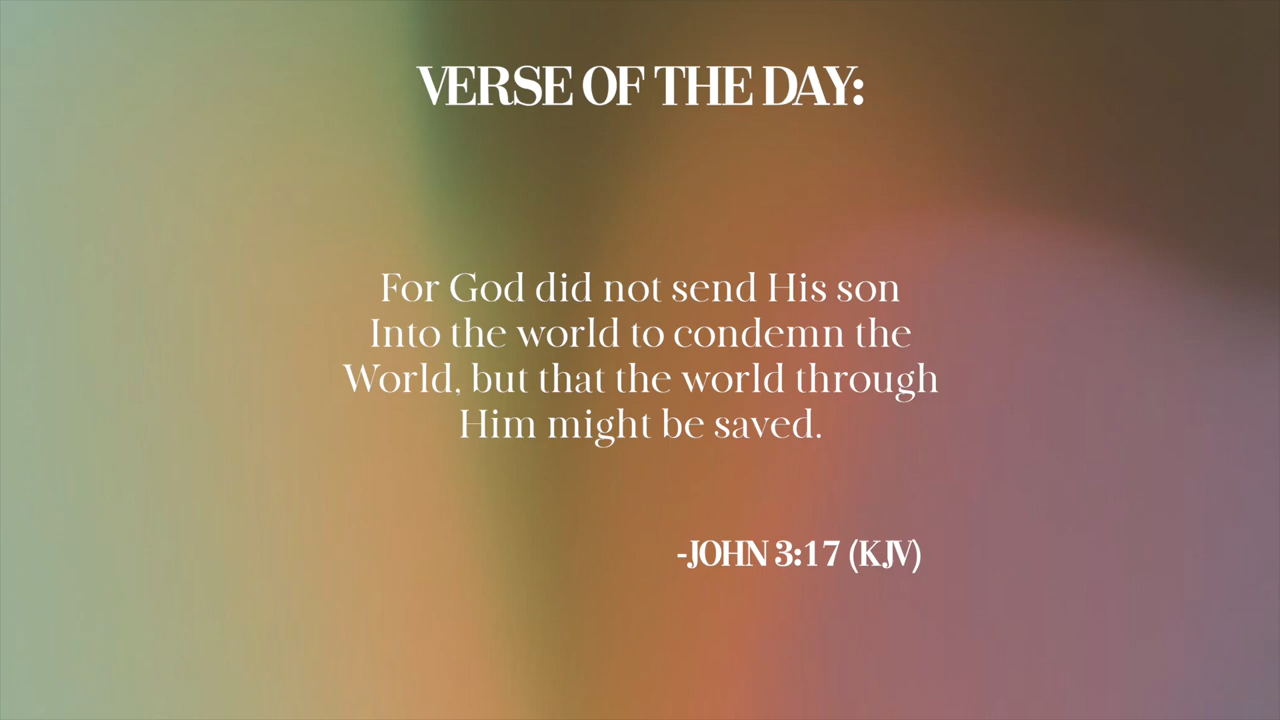 VERSE OF THE DAY:
For God did not send His son
Into the world to condemn the
World, but that the world through
Him might be saved.
-JOHN 3:17 (KJV)